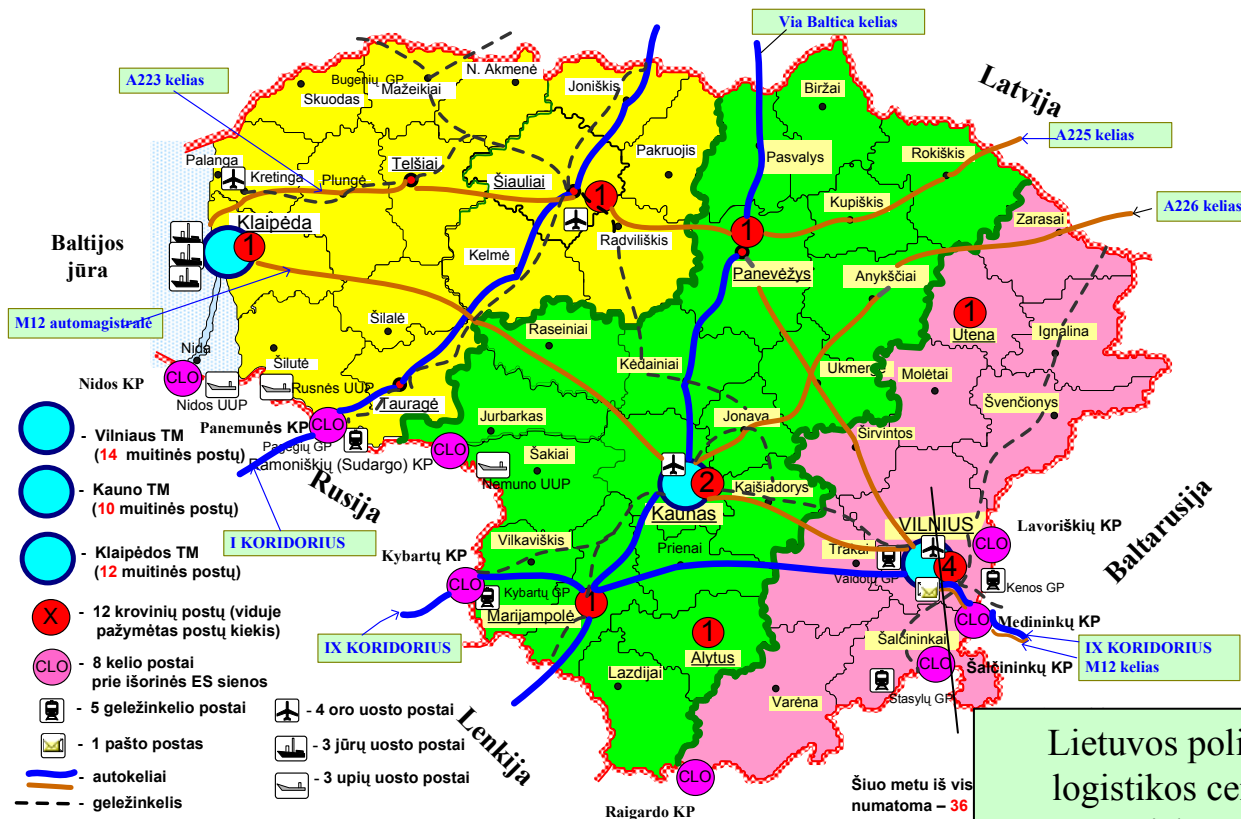 Via Baltica kelias
Latvija
A223 kelias
N. Akmenė
Bugenių GP
Mažeikiai
Skuodas
Joniškis
Biržai
A225 kelias
Pakruojis
Pasvalys
Rokiškis
Palanga
Kretinga
Plungė
Telšiai
Šiauliai
1
Kupiškis
A226 kelias
Zarasai
Klaipėda
1
Radviliškis
1
Baltijos
jūra
Kelmė
Panevėžys
Anykščiai
M12 automagistralė
Šilalė
Raseiniai
1
Utena
Ignalina
Nida
Šilutė
Kėdainiai
Ukmergė
Molėtai
Nidos KP
CLO
Nidos UUP
Rusnės UUP
Tauragė
Jurbarkas
Jonava
Švenčionys
Panemunės KP
CLO
Pagėgių GP
Ramoniškių (Sudargo) KP
CLO
Šakiai
Nemuno UUP
Širvintos
Rusija
2
Kaišiadorys
Kaunas
VILNIUS
Lavoriškių KP
CLO
Baltarusija
I KORIDORIUS
Kybartų KP
CLO
Vilkaviškis
Prienai
Trakai
Vaidotų GP
4
Kenos GP
Kybartų GP
1
Marijampolė
CLO
Medininkų KP
IX KORIDORIUS
1
Alytus
Šalčininkai
CLO
Šalčininkų KP
IX KORIDORIUS
M12 kelias
Lazdijai
Varėna
Stasylų GP
Lenkija
CLO
Raigardo KP
- Vilniaus TM
(14 muitinės postų)
- Kauno TM
(10 muitinės postų)
- Klaipėdos TM
(12 muitinės postų)
X - 12 krovinių postų (viduje
pažymėtas postų kiekis)
CLO - 8 kelio postai
prie išorinės ES sienos
- 5 geležinkelio postai
- 1 pašto postas
- autokeliai
- geležinkelis
- 4 oro uosto postai
- 3 jūrų uosto postai
- 3 upių uosto postai
Šiuo metu iš vis
numatoma – 36
Lietuvos poli
logistikos ce